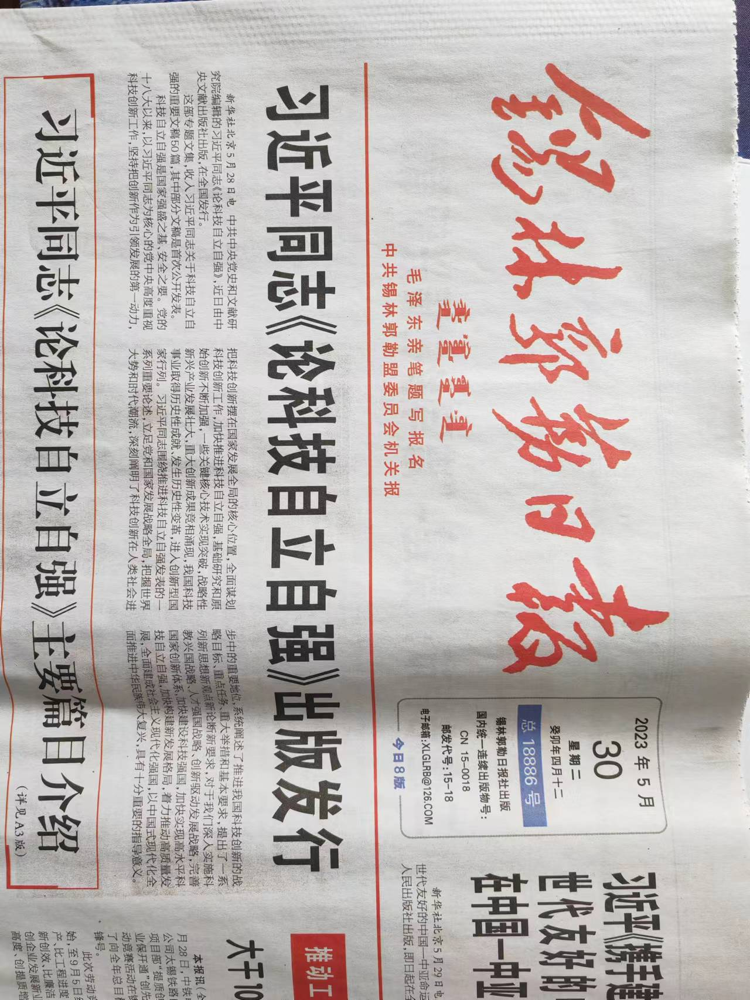 锡林郭勒日报
毛泽东亲笔题写报名
中共锡林郭勒盟委员会机关报
2023年5月
30
星期二
癸卯年四月十二
总18886号
锡林郭勒日报社出版
国内统一连续出版物号:
CN 15-0018
邮发代号:15-18
电子邮箱:XLGLRB@126.COM
今日8版
习近平同志《论科技自立自强》出版发行
新华社北京5月28日电 中共中央党史和文献研
究院编辑的习近平同志《论科技自立自强》,近日由中
央文献出版社出版,在全国发行。
这部专题文集,收入习近平同志关于科技自立自
强的重要文稿50篇,其中部分文稿是首次公开发表。
科技自立自强是国家强盛之基、安全之要。党的
十八大以来,以习近平同志为核心的党中央高度重视
科技创新工作,坚持把创新作为引领发展的第一动力,
把科技创新摆在国家发展全局的核心位置,全面谋划
科技创新工作,加快推进科技自立自强,基础研究和原
始创新不断加强,一些关键核心技术实现突破,战略性
新兴产业发展壮大,重大创新成果竞相涌现,我国科技
事业取得历史性成就、发生历史性变革,进入创新型国
家行列。习近平同志围绕推进科技自立自强发表的一
系列重要论述,立足党和国家发展战略全局,把握世界
大势和时代潮流,深刻阐明了科技创新在人类社会进
步中的重要地位,系统阐述了推进我国科技创新的战
略目标、重点任务、重大举措和基本要求,提出了一系
列新思想新观点新论断新要求,对于我们深入实施科
教兴国战略、人才强国战略、创新驱动发展战略,完善
国家创新体系,加快建设科技强国,加快实现高水平科
技自立自强,加快构建新发展格局,着力推动高质量发
展,全面建成社会主义现代化强国,以中国式现代化全
面推进中华民族伟大复兴,具有十分重要的指导意义。
习近平同志《论科技自立自强》主要篇目介绍
(详见A3版)
习近平《携手建
世代友好的
在中国—中亚
新华社北京5月29日电
世代友好的中国—中亚命运
人民出版社出版,即日起在全
推动工
大干10
本报讯(全
月28日,中铁
公司太锡铁路
项目部“提质创
业保开通”创先
动竞赛活动在锡
了向全年总目标
锋号。
此次劳动竞
始,至9月5日结
产、比工程进度
新创效、比廉洁
创企业发展新业
高度、创提质增